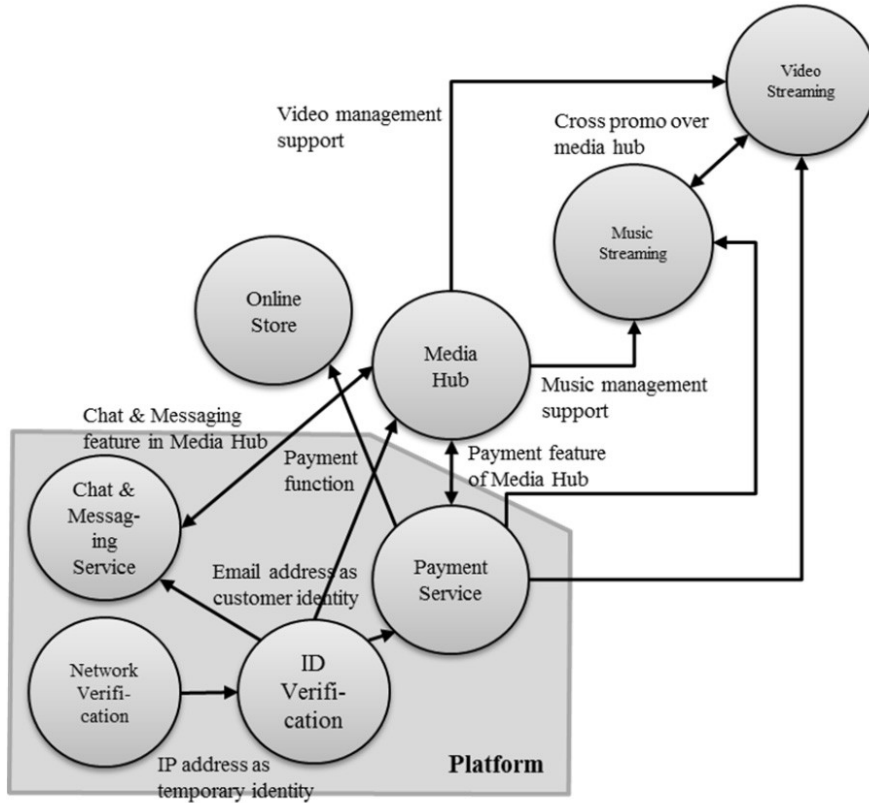 Video
Streaming
Video management
support
Cross promo over
media hub
Music
Streaming
Online
Store
Media
Hub
Music management
support
Chat & Messaging
feature in Media Hub
Payment
function
Payment feature
of Media Hub
Chat &
Messag-
ing
Service
Email address as
customer identity
Payment
Service
Network
Verifi-
cation
ID
Verifi-
cation
IP address as
temporary identity
Platform